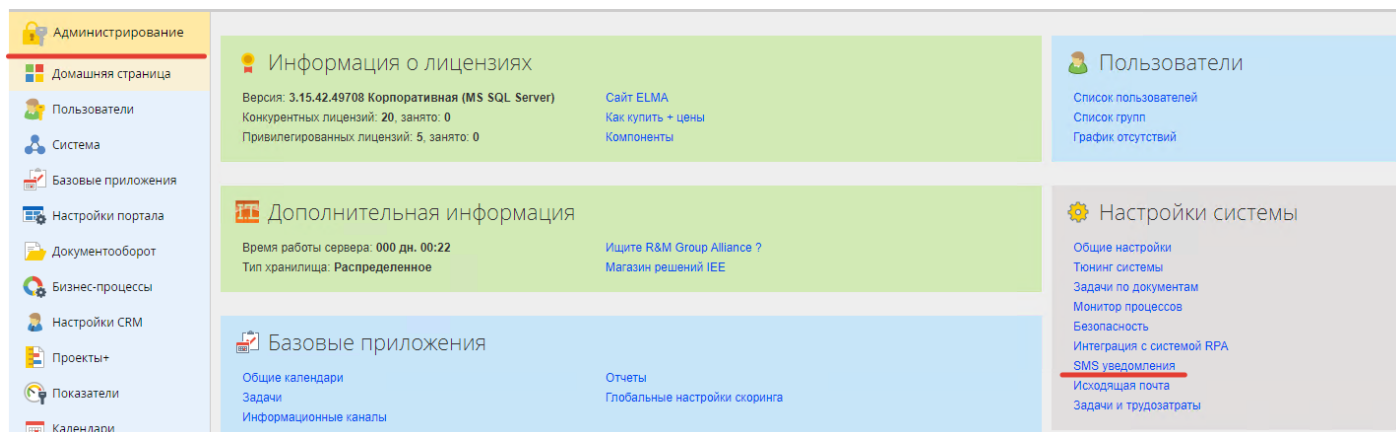 Администрирование
Домашняя страница
Пользователи
Система
Базовые приложения
Настройки портала
Документооборот
Бизнес-процессы
Настройки CRM
Проекты+
Показатели
Календари
Информация о лицензиях
Версия: 3.15.42.49708 Корпоративная (MS SQL Server)
Конкурентных лицензий: 20, занято: 0
Привилегированных лицензий: 5, занято: 0
Сайт ELMA
Как купить + цены
Компоненты
Дополнительная информация
Время работы сервера: 000 дн. 00:22
Тип хранилища: Распределенное
Ищите R&M Group Alliance ?
Магазин решений IEE
Базовые приложения
Общие календари
Задачи
Информационные каналы
Отчеты
Глобальные настройки скоринга
Пользователи
Список пользователей
Список групп
График отсутствий
Настройки системы
Общие настройки
Тюнинг системы
Задачи по документам
Монитор процессов
Безопасность
Интеграция с системой RPA
SMS уведомления
Исходящая почта
Задачи и трудозатраты